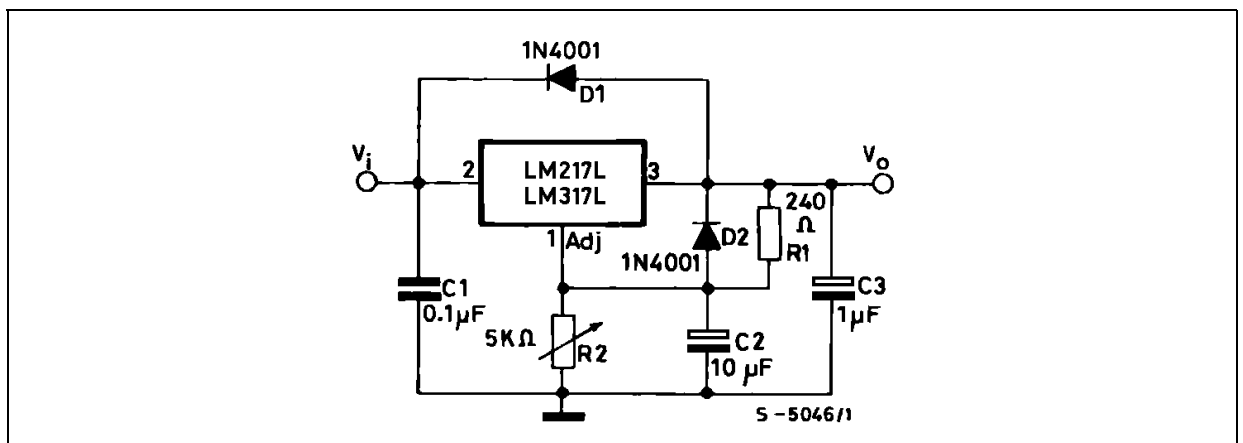 1N4001
D1
Vi
2
LM217L
LM317L
3
Vo
1
Adj
D2
1N4001
240
Ω
R1
C1
0.1µF
C3
1µF
5KΩ
R2
C2
10 µF
S-5046/1